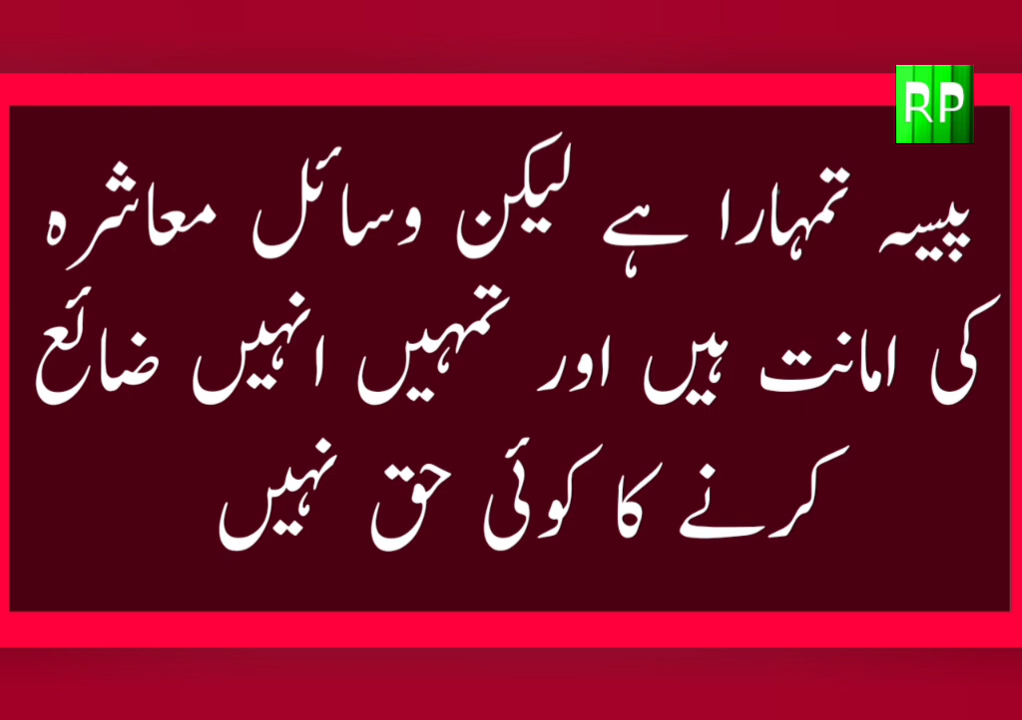 RP
پیسہ تمہارا ہے لیکن وسائل معاشرہ
کی امانت ہیں اور تمہیں انہیں ضائع
کرنے کا کوئی حق نہیں